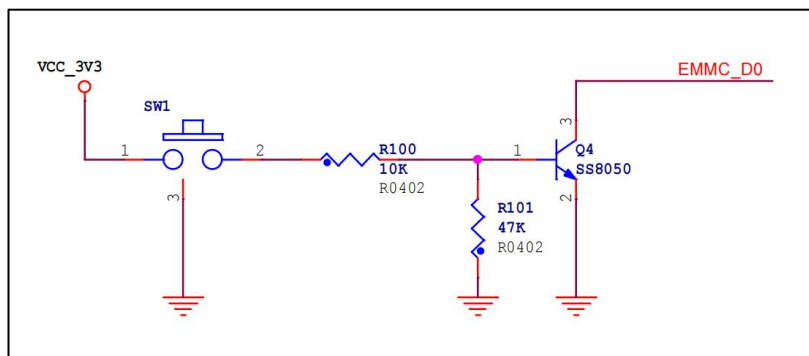 VCC_3V3
EMMC_D0
SW1
1
2
3
R100
10K
R0402
1
3
Q4
SS8050
2
R101
47K
R0402